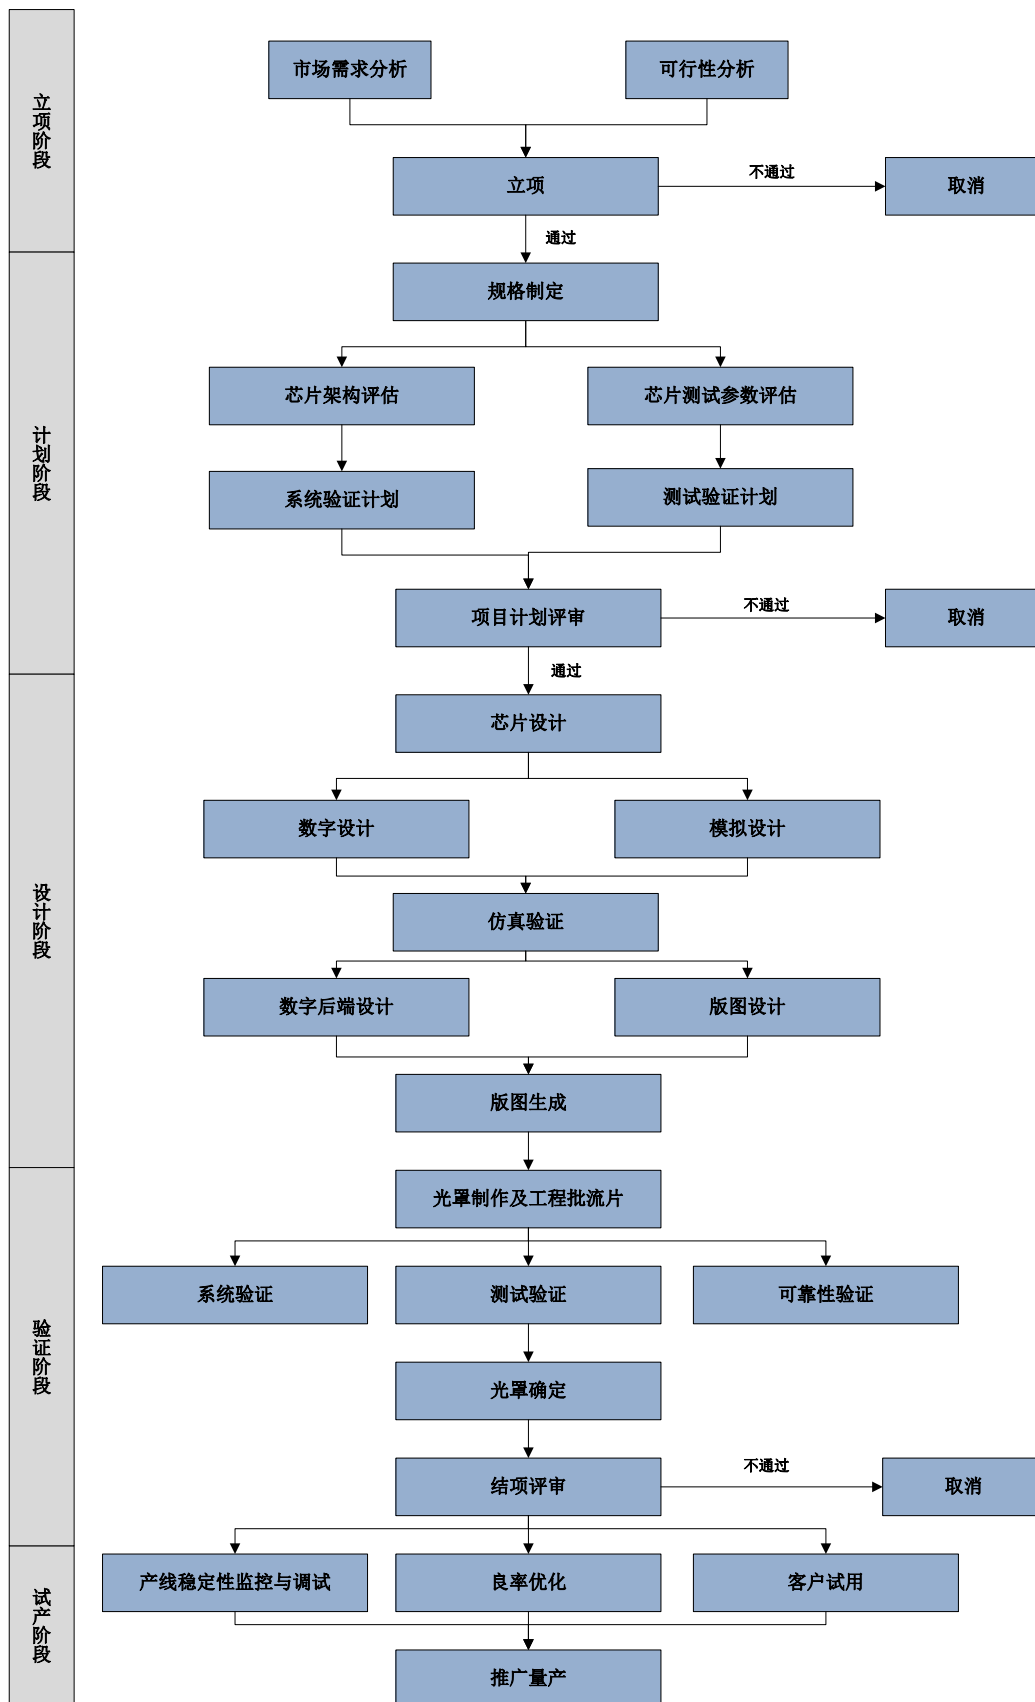 立项阶段
市场需求分析
可行性分析
立项
不通过
取消
通过
计划阶段
规格制定
芯片架构评估
芯片测试参数评估
系统验证计划
测试验证计划
项目计划评审
不通过
取消
通过
设计阶段
芯片设计
数字设计
模拟设计
仿真验证
数字后端设计
版图设计
版图生成
验证阶段
光罩制作及工程批流片
系统验证
测试验证
可靠性验证
光罩确定
结项评审
不通过
取消
试产阶段
产线稳定性监控与调试
良率优化
客户试用
推广量产